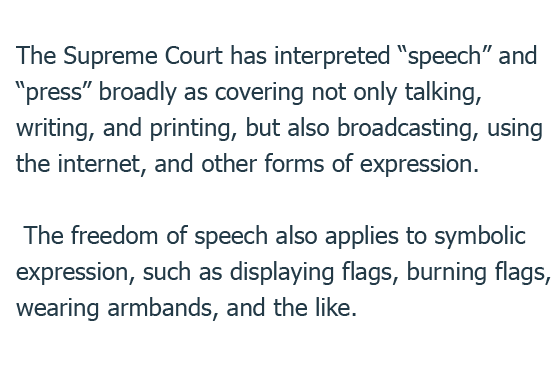 The Supreme Court has interpreted “speech” and
“press” broadly as covering not only talking,
writing, and printing, but also broadcasting, using
the internet, and other forms of expression.
The freedom of speech also applies to symbolic
expression, such as displaying flags, burning flags,
wearing armbands, and the like.